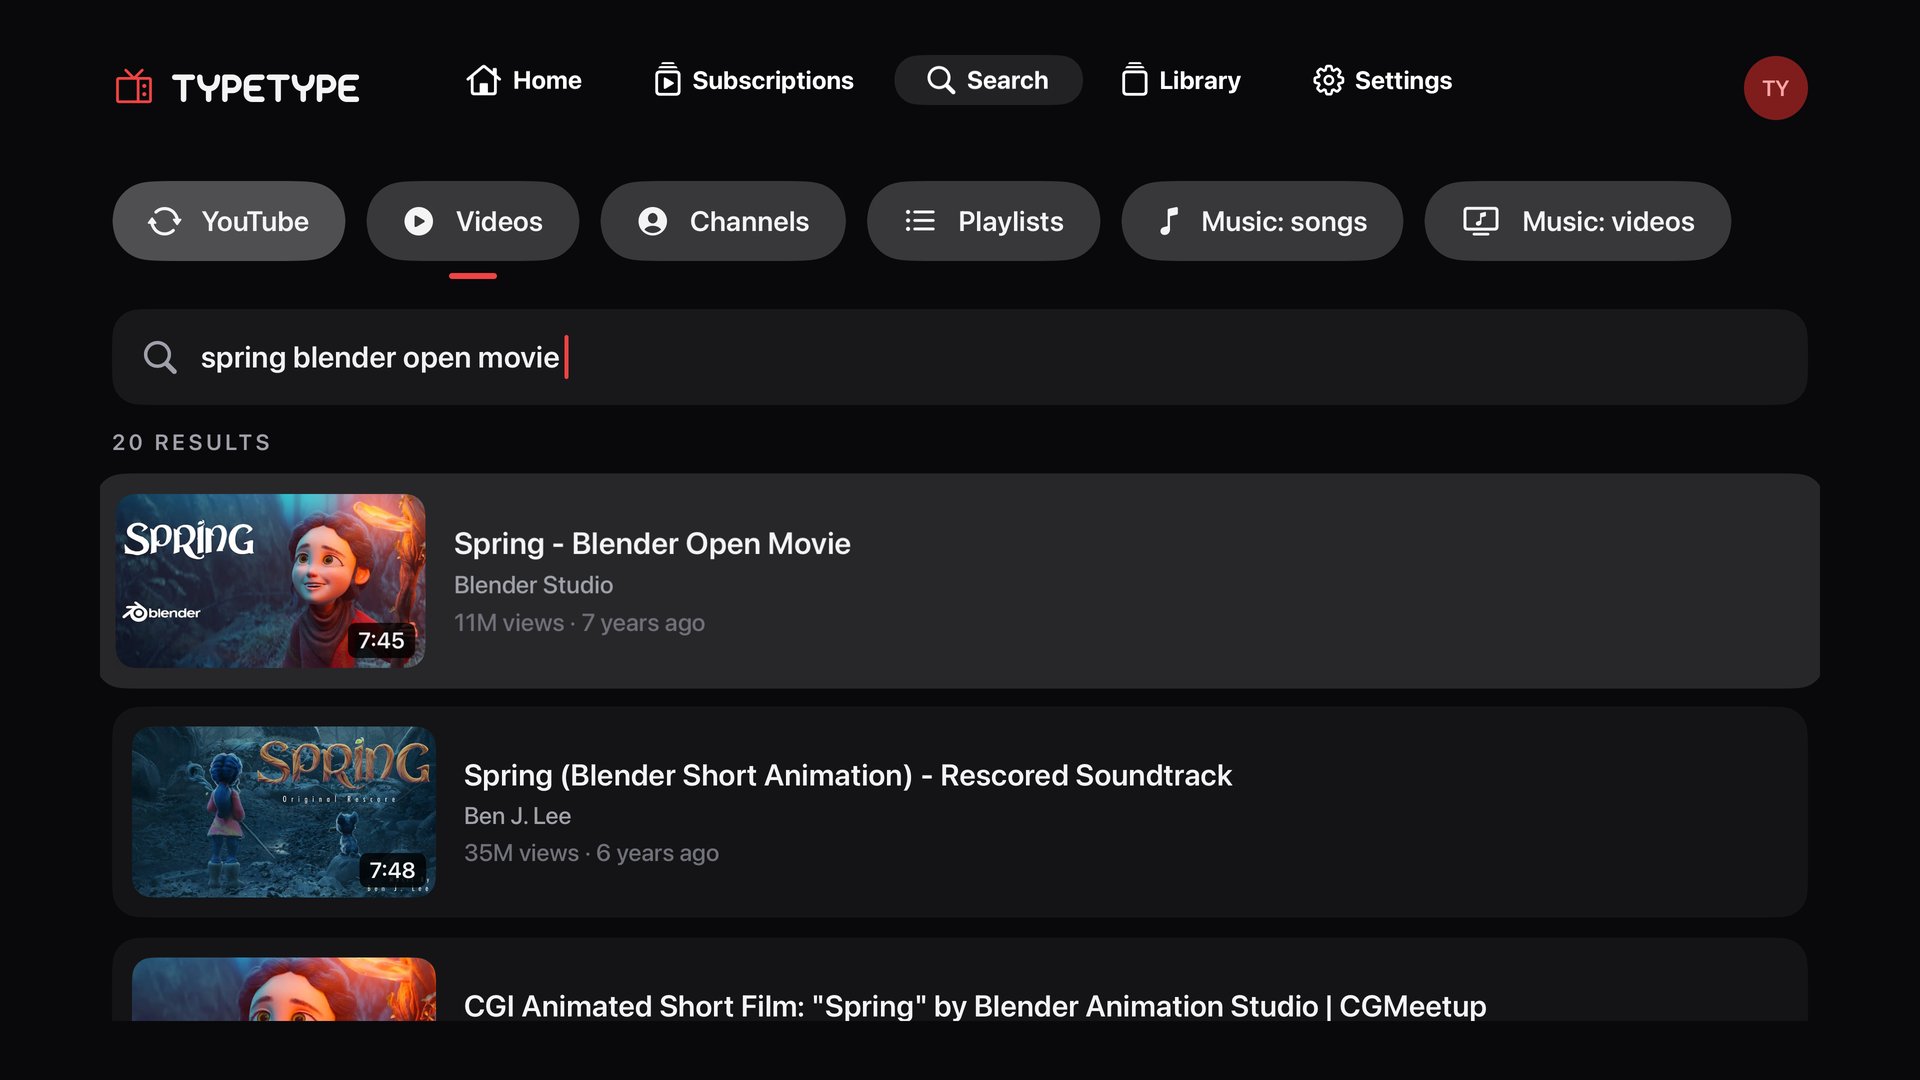 TYPETYPE
Home
Subscriptions
Search
Library
Settings
TY
YouTube
Videos
Channels
Playlists
Music: songs
Music: videos
spring blender open movie
20 RESULTS
SPRING
blender
7:45
Spring - Blender Open Movie
Blender Studio
11M views · 7 years ago
SPRING
Original Rescore
7:48
Ben J. Lee
Spring (Blender Short Animation) - Rescored Soundtrack
Ben J. Lee
35M views · 6 years ago
CGI Animated Short Film: "Spring" by Blender Animation Studio | CGMeetup